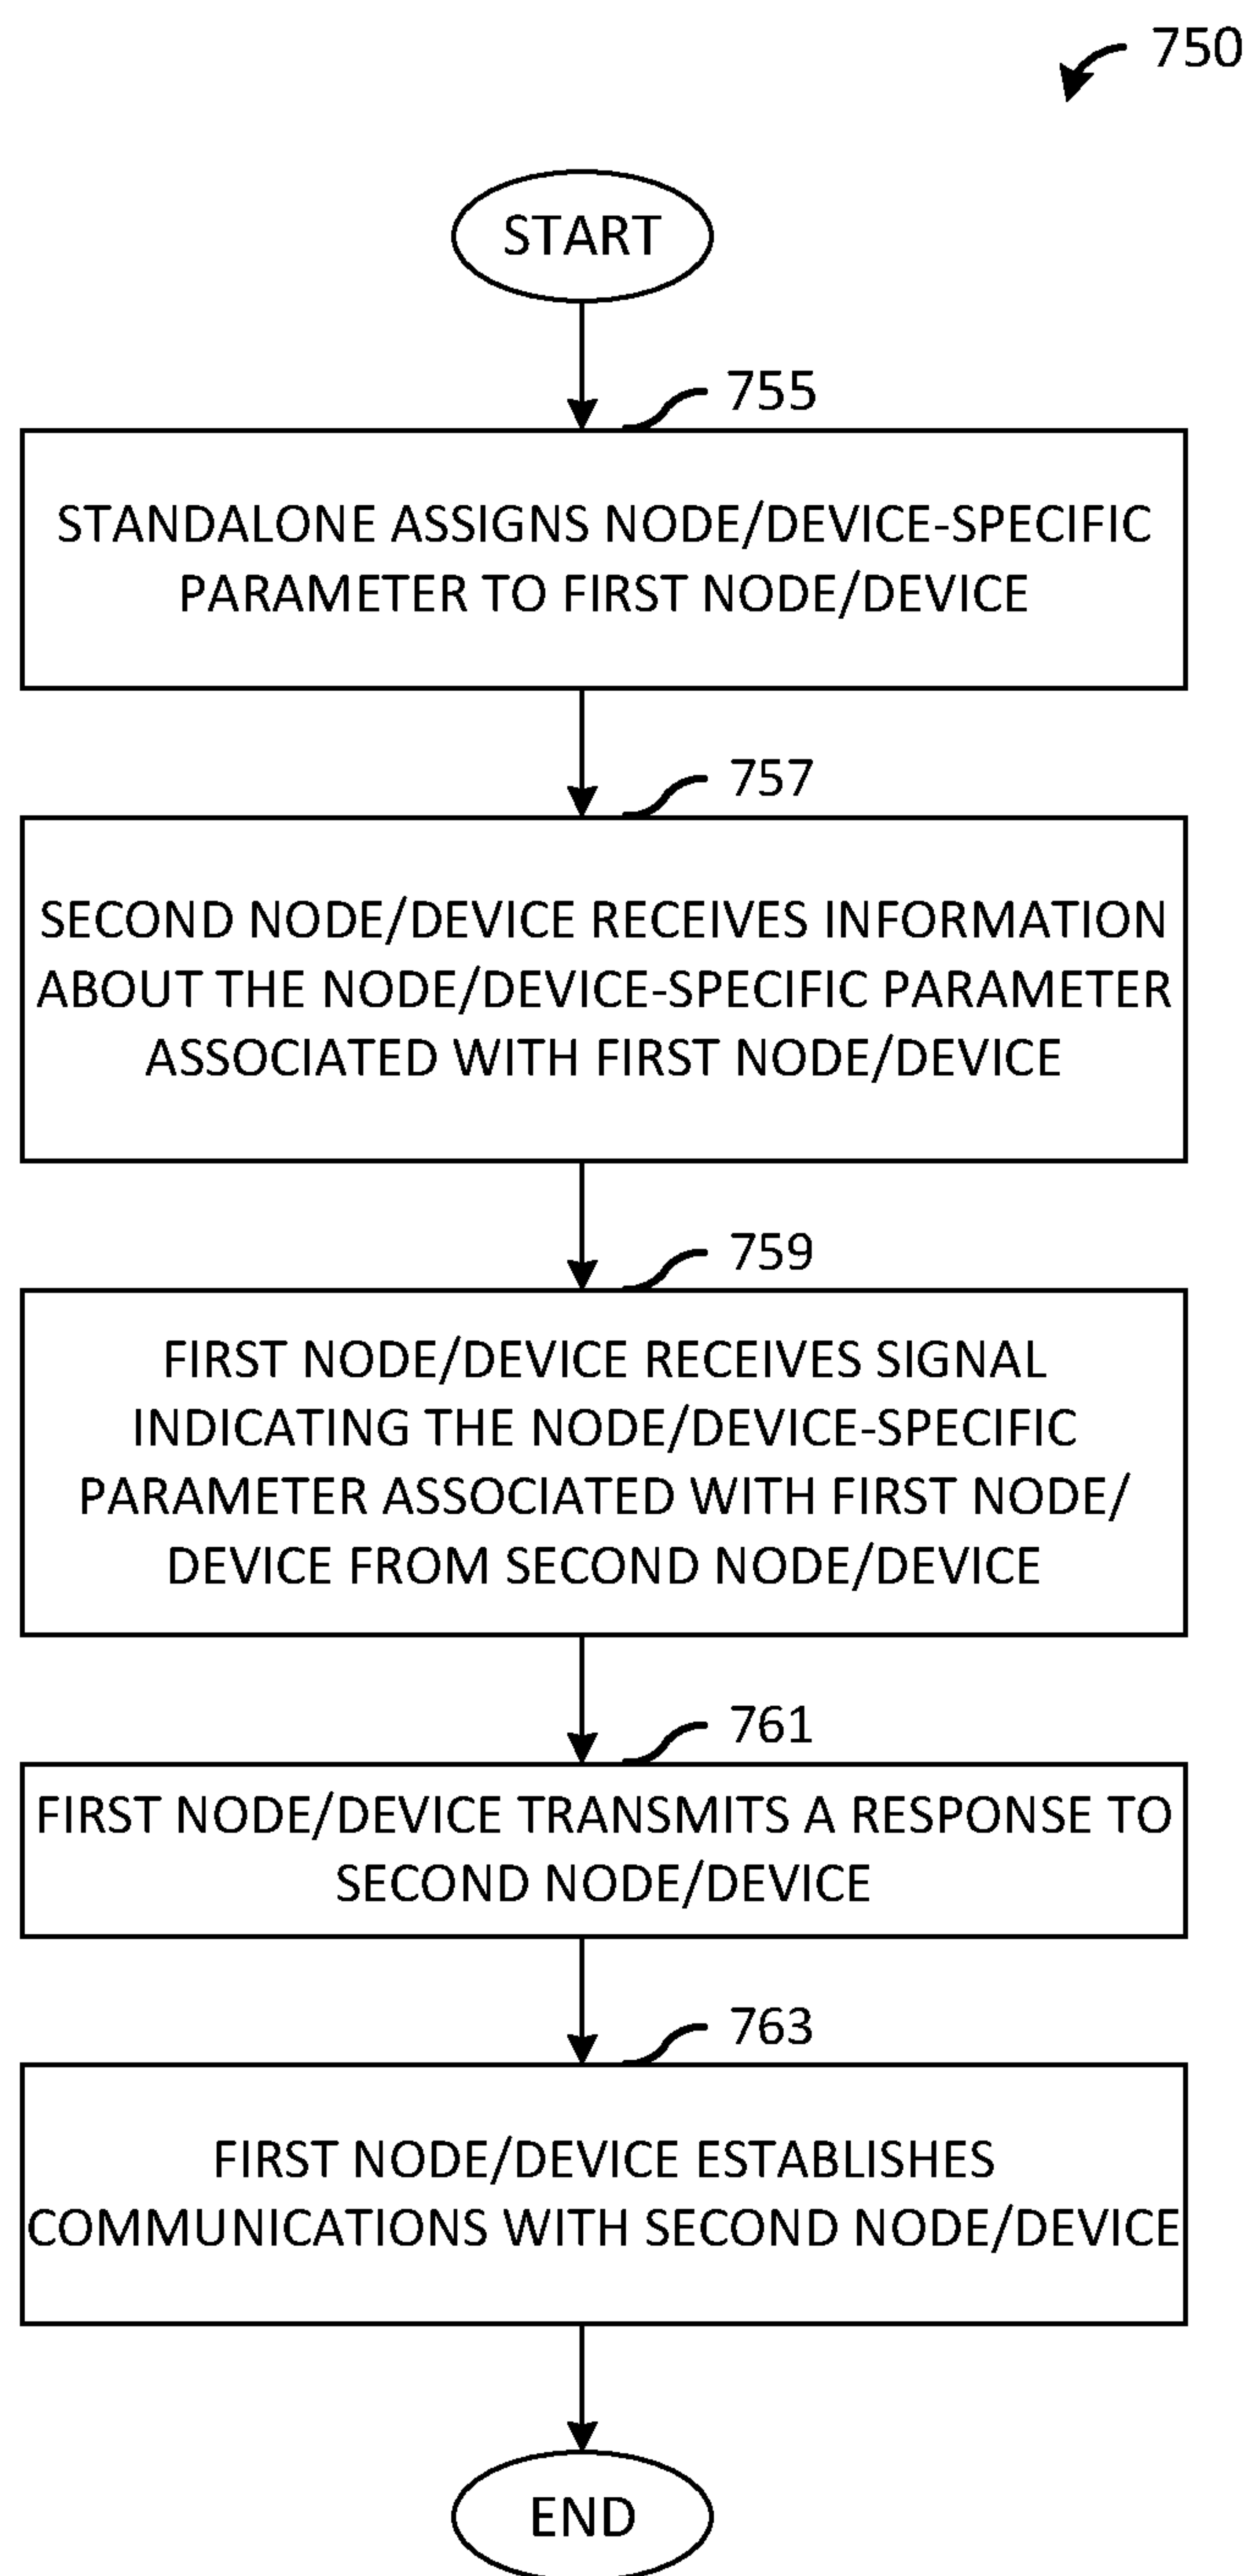 750
START
755
STANDALONE ASSIGNS NODE/DEVICE-SPECIFIC
PARAMETER TO FIRST NODE/DEVICE
757
SECOND NODE/DEVICE RECEIVES INFORMATION
ABOUT THE NODE/DEVICE-SPECIFIC PARAMETER
ASSOCIATED WITH FIRST NODE/DEVICE
759
FIRST NODE/DEVICE RECEIVES SIGNAL
INDICATING THE NODE/DEVICE-SPECIFIC
PARAMETER ASSOCIATED WITH FIRST NODE/
DEVICE FROM SECOND NODE/DEVICE
761
FIRST NODE/DEVICE TRANSMITS A RESPONSE TO
SECOND NODE/DEVICE
763
FIRST NODE/DEVICE ESTABLISHES
COMMUNICATIONS WITH SECOND NODE/DEVICE
END